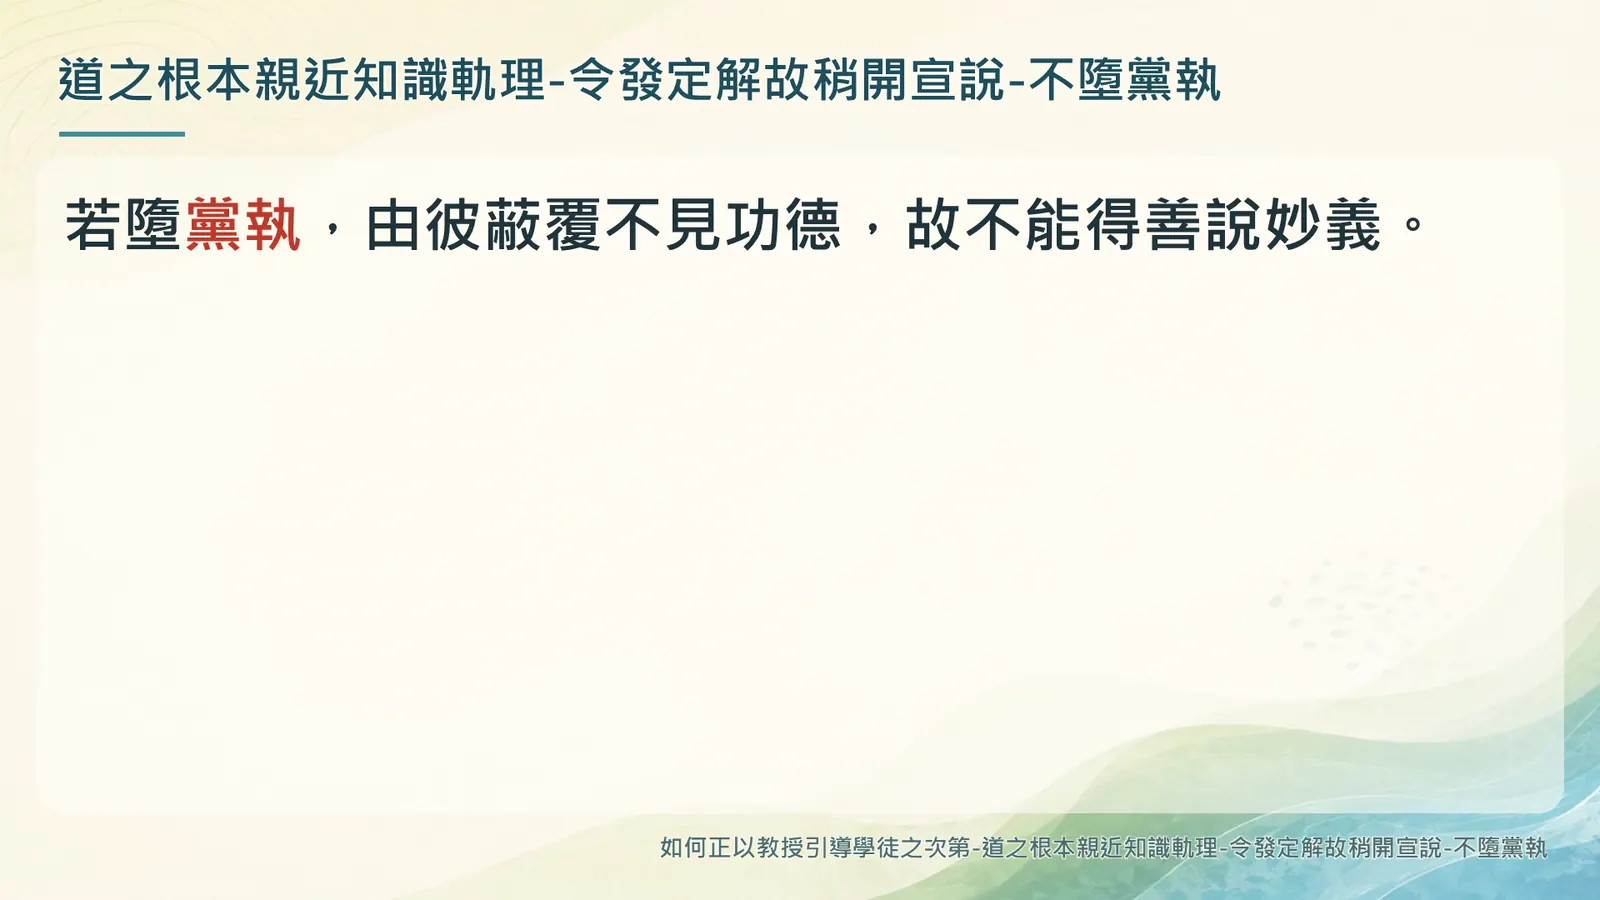 道之根本親近知識軌理-令發定解故稍開宣說-不墮黨執
若墮黨執，由彼蔽覆不見功德，故不能得善說妙義。
如何正以教授引導學徒之次第-道之根本親近知識軌理-令發定解故稍開宣說-不墮黨執